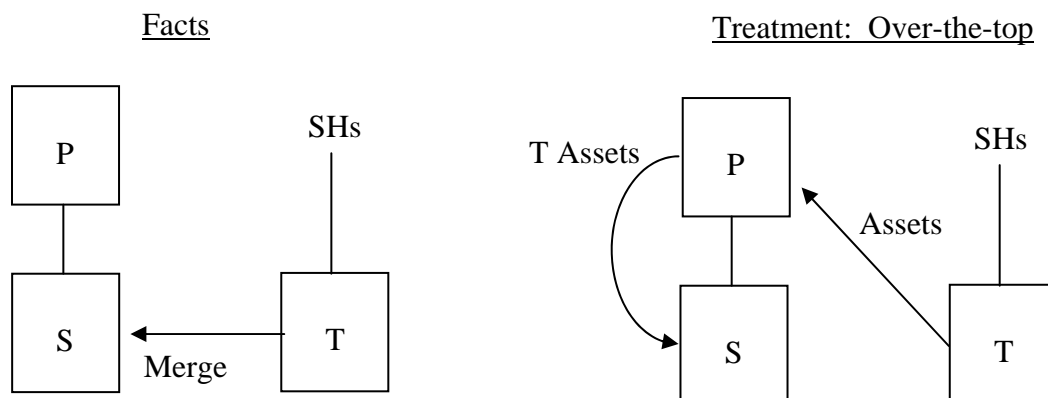 Facts
Treatment: Over-the-top
P
SHs
S
Merge
T
T Assets
P
SHs
Assets
S
T